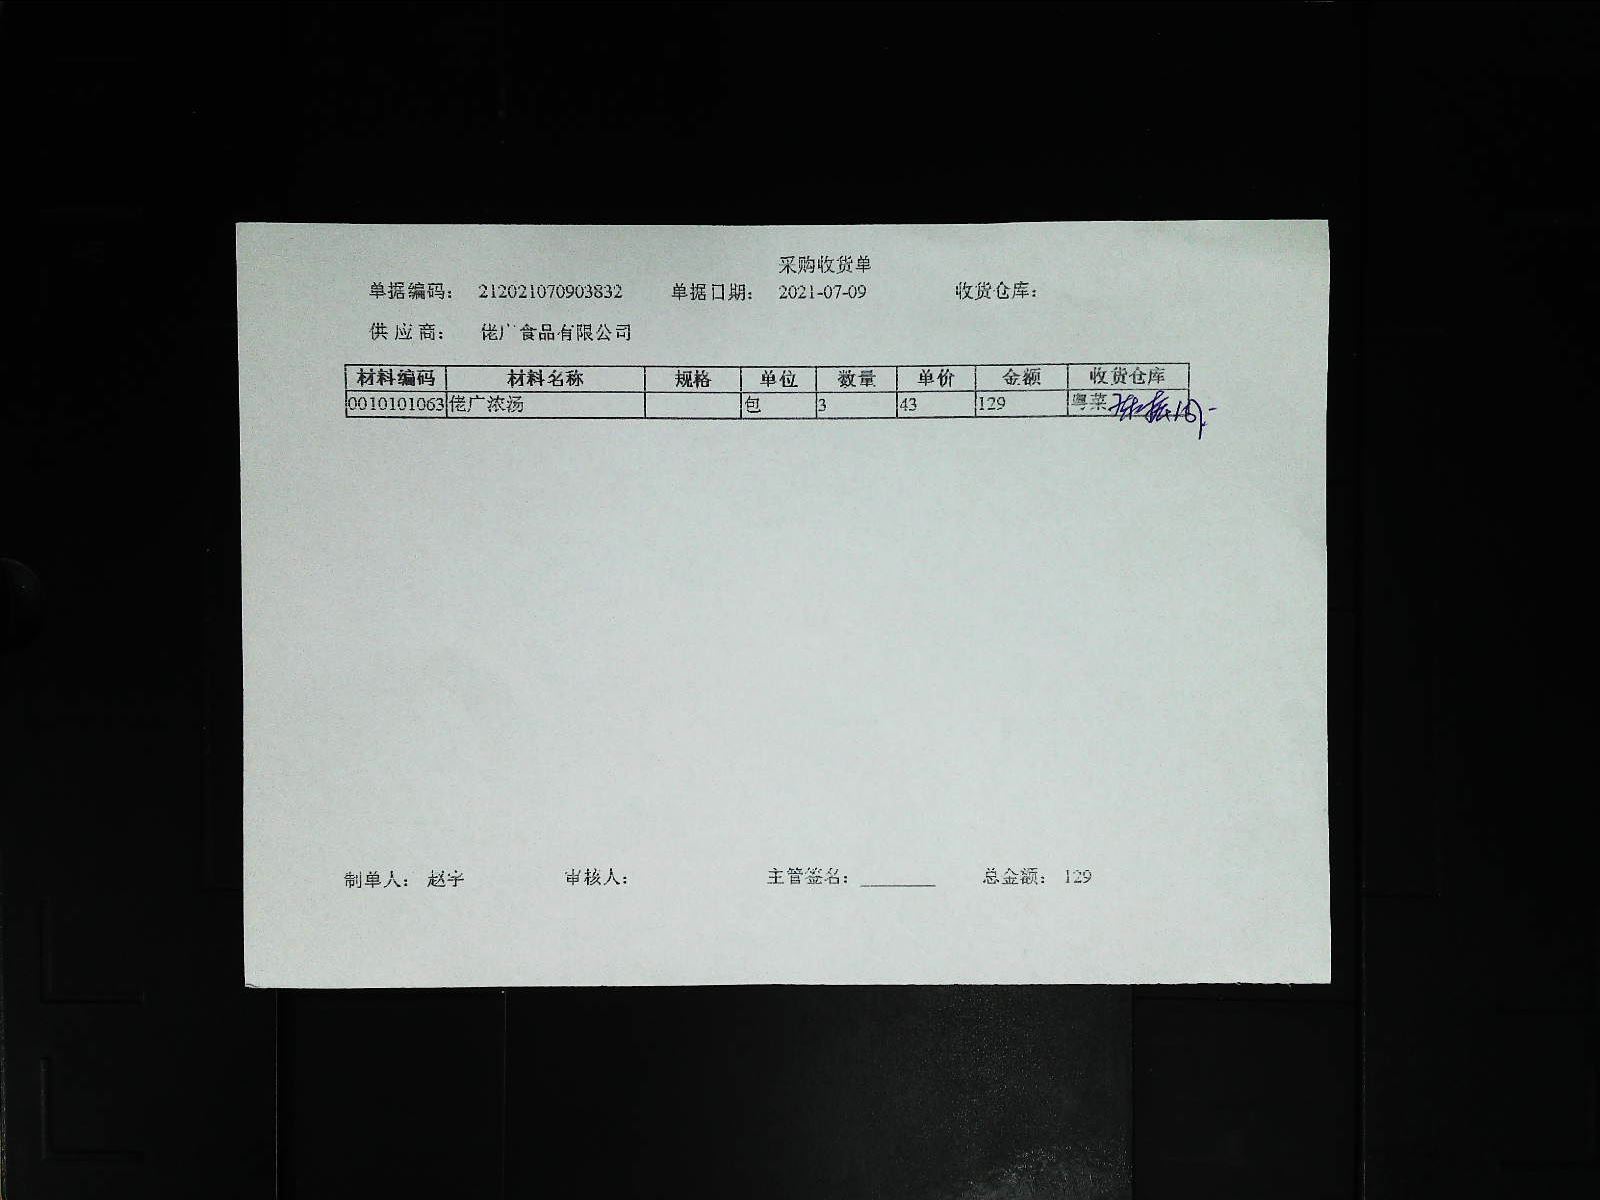 采购收货单
单据编码： 212021070903832 单据日期： 2021-07-09 收货仓库：
供应商： 佬广食品有限公司
材料编码 材料名称 规格 单位 数量 单价 金额 收货仓库
0010101063 佬广浓汤 包 3 43 129 粤菜
制单人： 赵宇 审核人： 主管签名： ________ 总金额： 129